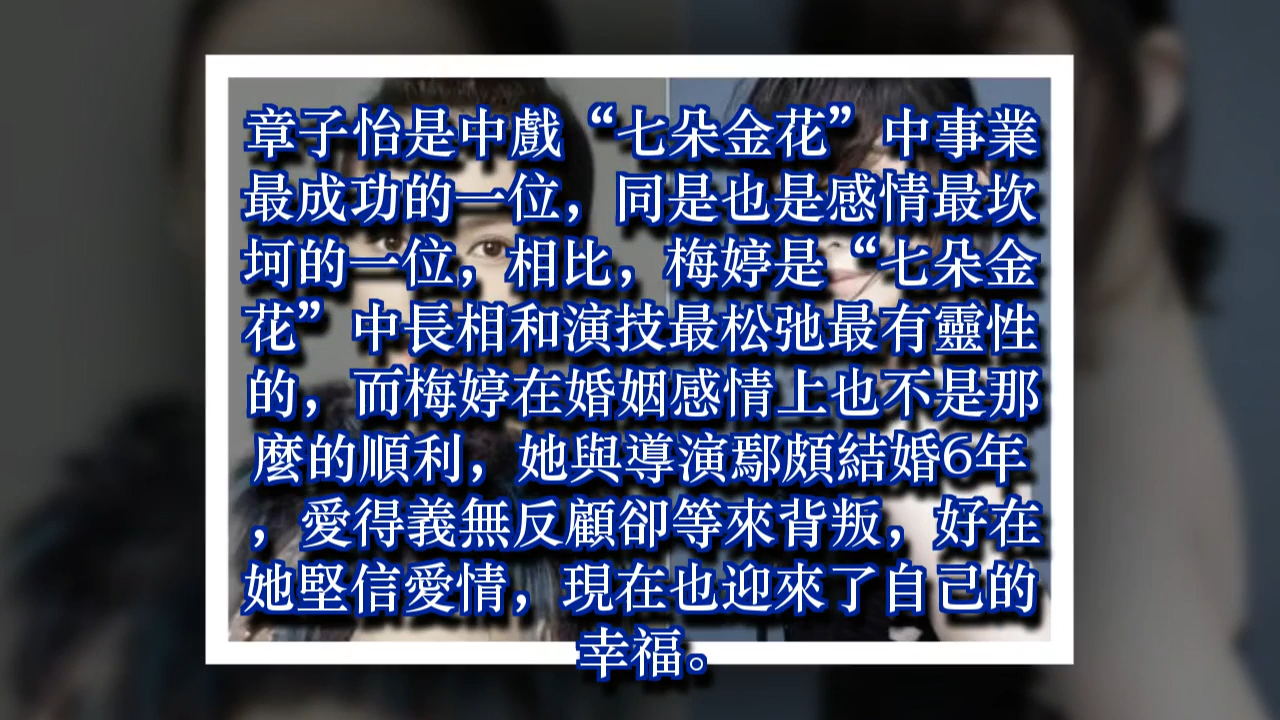 章子怡是中戲“七朵金花”中事業
最成功的一位，同是也是感情最坎
坷的一位，相比，梅婷是“七朵金
花”中長相和演技最松弛最有靈性
的，而梅婷在婚姻感情上也不是那
麼的順利，她與導演鄢頗結婚6年
，愛得義無反顧卻等來背叛，好在
她堅信愛情，現在也迎來了自己的
幸福。